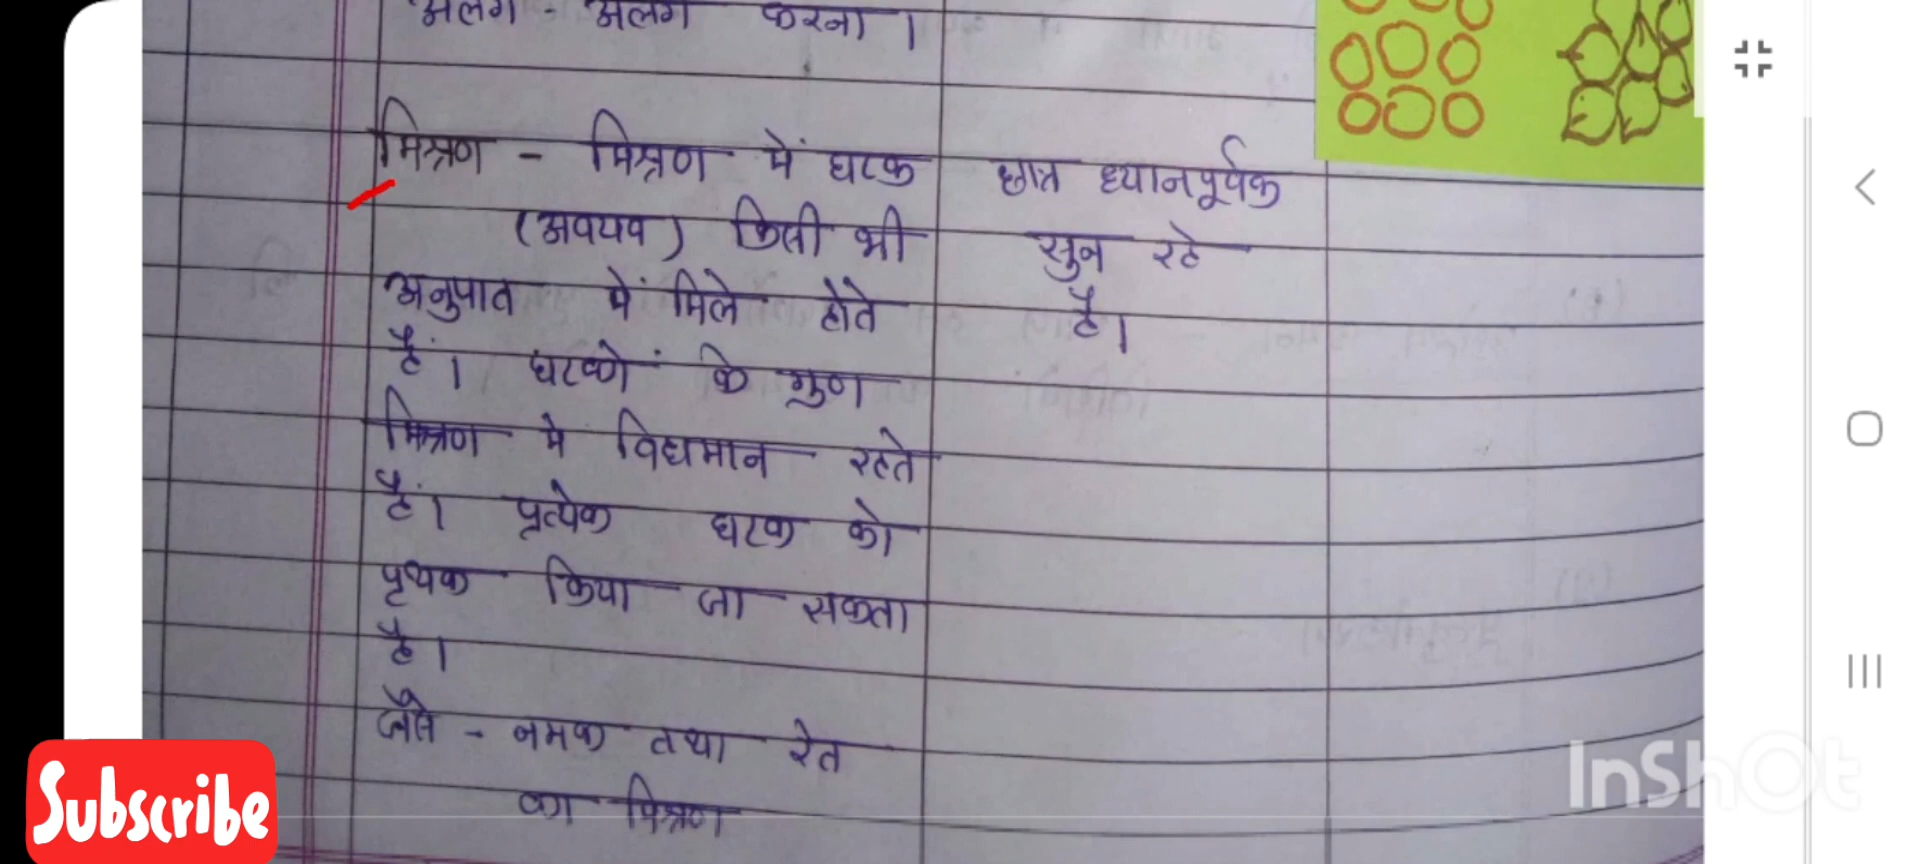 अलग - अलग करना ।
मिश्रण - मिश्रण में घटक
(अवयव) किसी भी
अनुपात में मिले होते
हैं । घटकों के गुण
मिश्रण मे विद्यमान रहते
हैं । प्रत्येक घटक को
पृथक किया जा सकता
है ।
जैसे - नमक तथा रेत
का मिश्रण
छात्र ध्यानपूर्वक
सुन रहे
है ।
Subscribe
InShOt